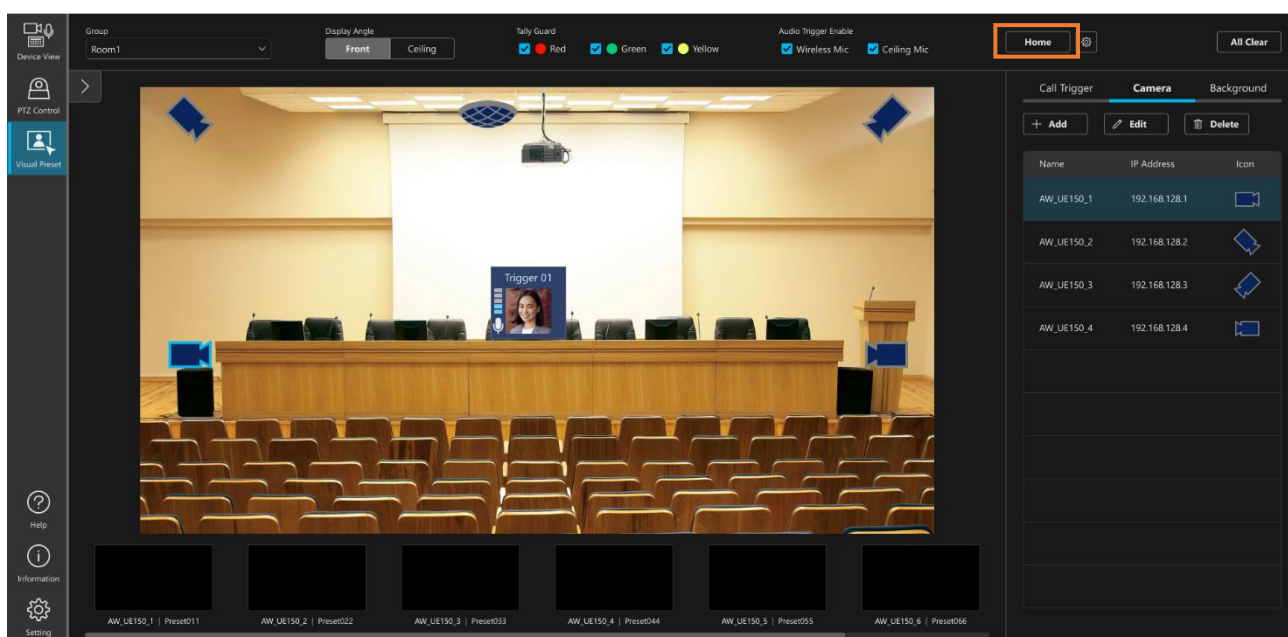 Device View
PTZ Control
Visual Preset
Help
Information
Setting
Group
Room1
Display Angle
Front Ceiling
Tally Guard
Red Green Yellow
Audio Trigger Enable
Wireless Mic Ceiling Mic
Home
All Clear
Trigger 01
AW_UE150_1 | Preset011
AW_UE150_2 | Preset022
AW_UE150_3 | Preset033
AW_UE150_4 | Preset044
AW_UE150_5 | Preset055
AW_UE150_6 | Preset066
Call Trigger Camera Background
Add Edit Delete
Name IP Address Icon
AW_UE150_1 192.168.128.1
AW_UE150_2 192.168.128.2
AW_UE150_3 192.168.128.3
AW_UE150_4 192.168.128.4